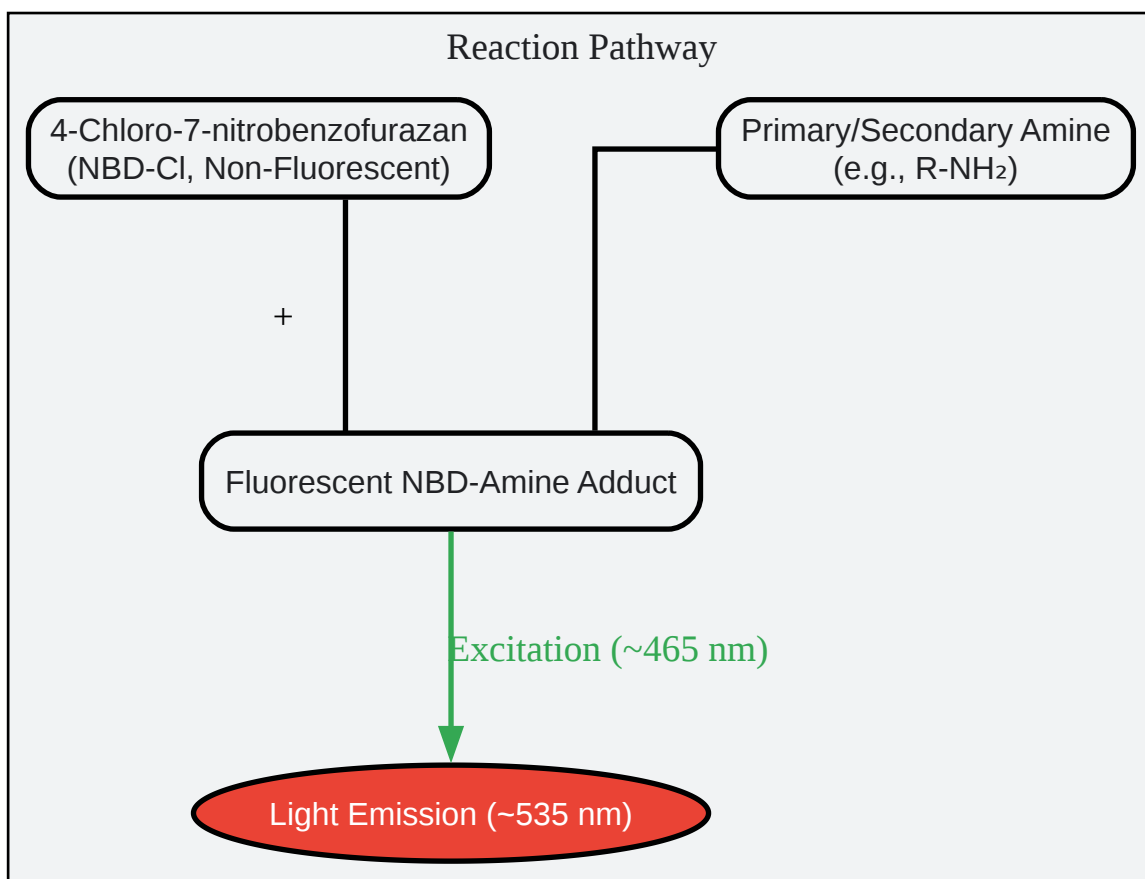 Reaction Pathway
4-Chloro-7-nitrobenzofurazan
(NBD-Cl, Non-Fluorescent)
Primary/Secondary Amine
(e.g., R-NH₂)
+
Fluorescent NBD-Amine Adduct
Excitation (~465 nm)
Light Emission (~535 nm)